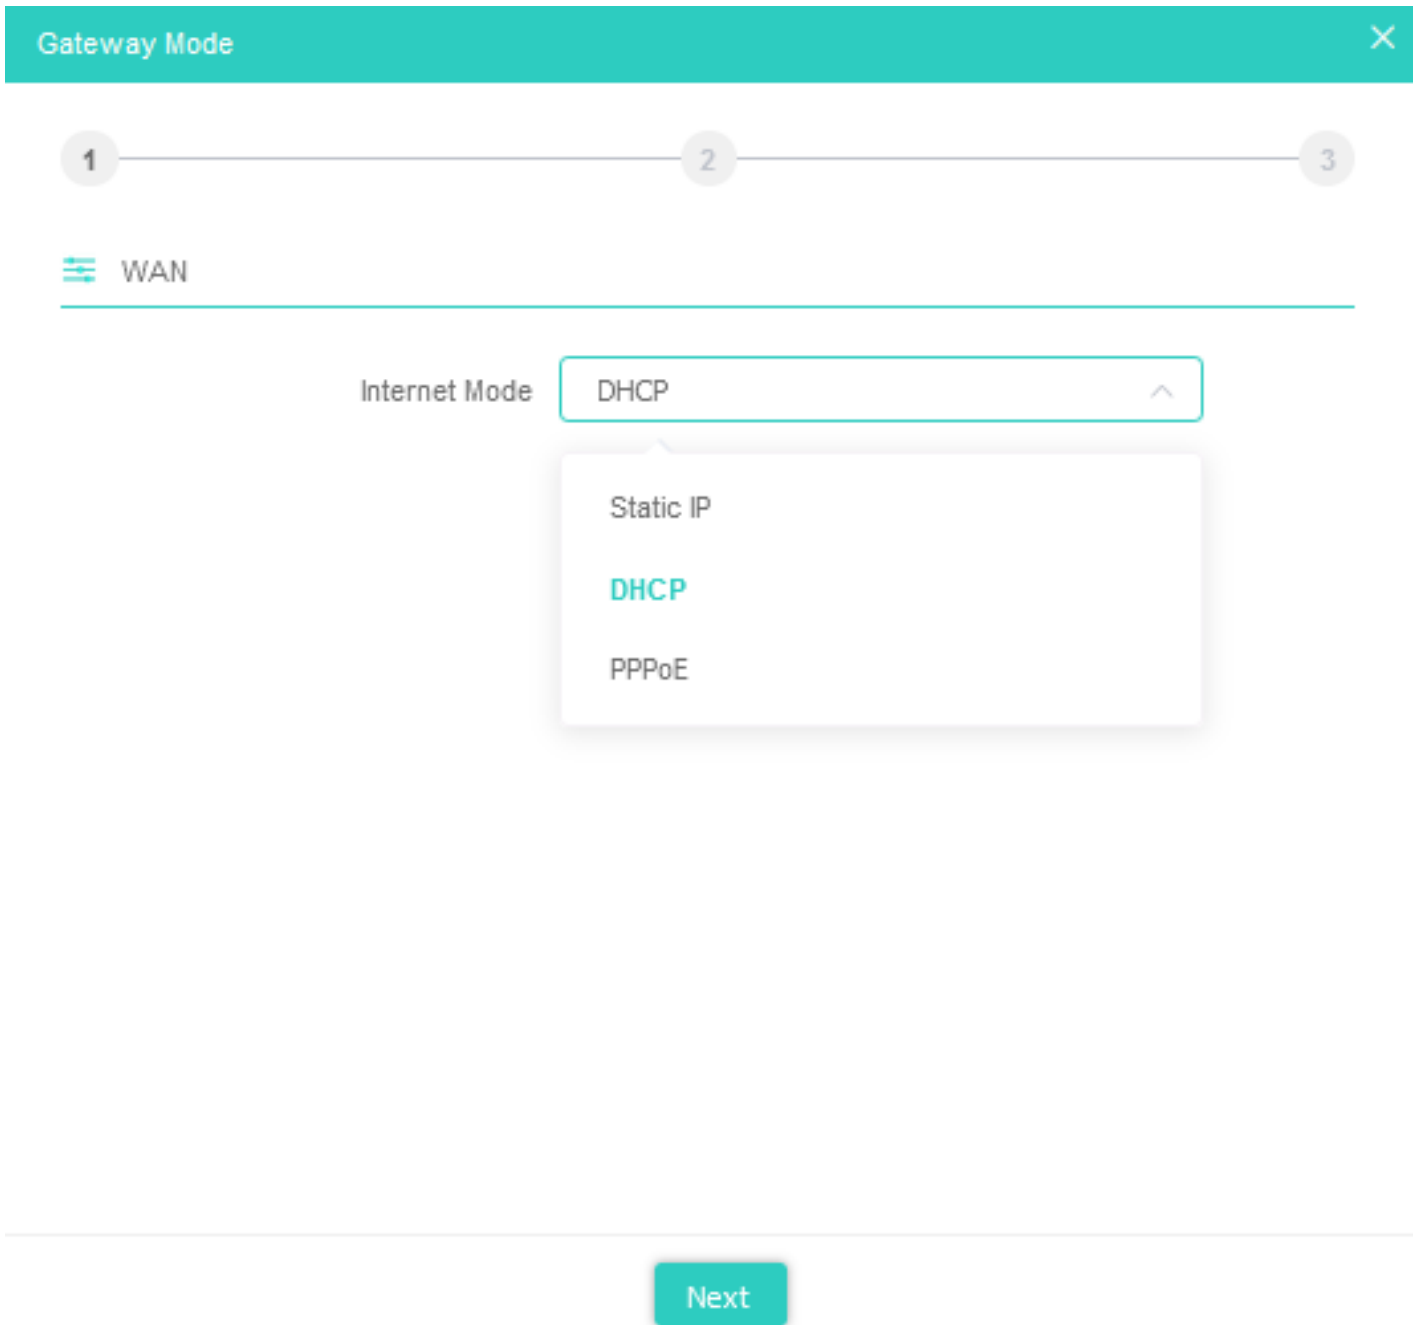 Gateway Mode
1 2 3
WAN
Internet Mode DHCP
Static IP
DHCP
PPPoE
Next